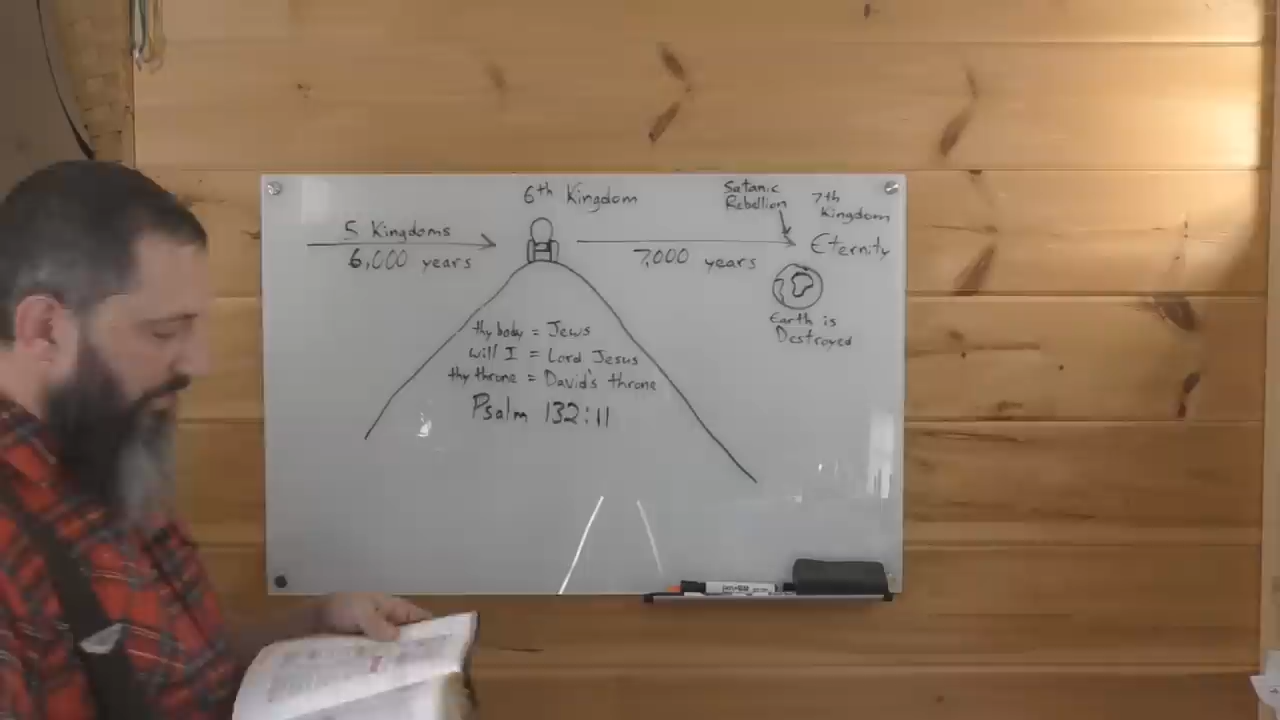 6th Kingdom
5 Kingdoms
6,000 years
7,000 years
Satanic
Rebellion
7th
Kingdom
Eternity
Earth is
Destroyed
thy body = Jews
will I = Lord Jesus
thy throne = David's throne
Psalm 132:11